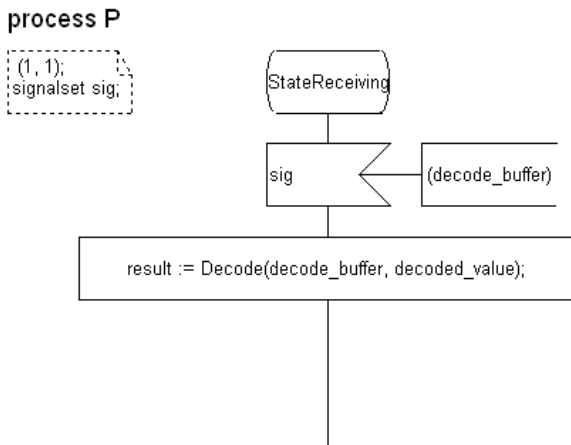 process P
(1, 1);
signalset sig;
StateReceiving
sig
(decode_buffer)
result := Decode(decode_buffer, decoded_value);